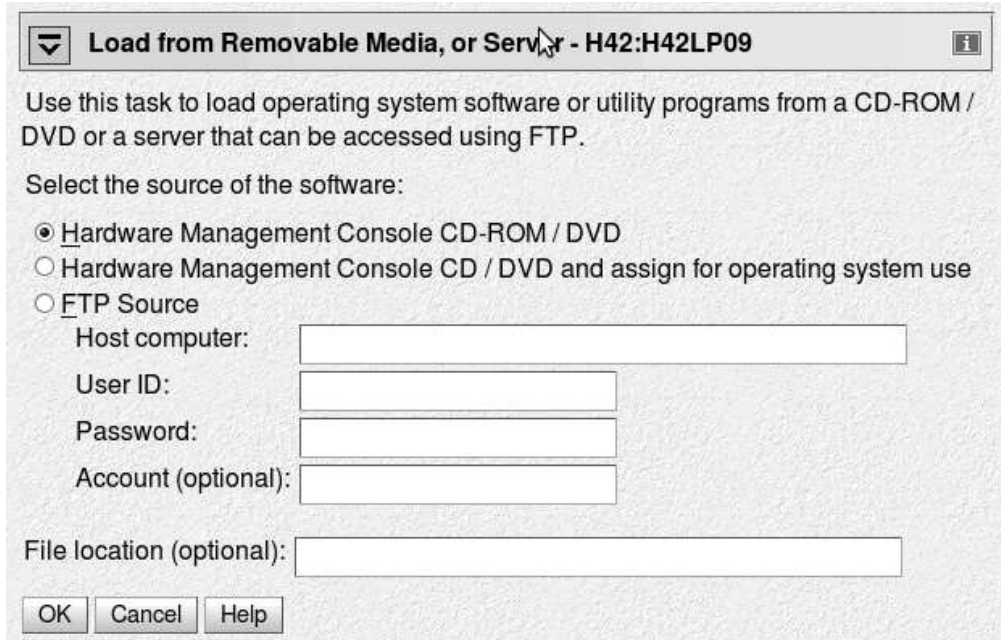 Load from Removable Media, or Server - H42:H42LP09
i
Use this task to load operating system software or utility programs from a CD-ROM /
DVD or a server that can be accessed using FTP.
Select the source of the software:
Hardware Management Console CD-ROM / DVD
Hardware Management Console CD / DVD and assign for operating system use
FTP Source
Host computer:
User ID:
Password:
Account (optional):
File location (optional):
OK Cancel Help